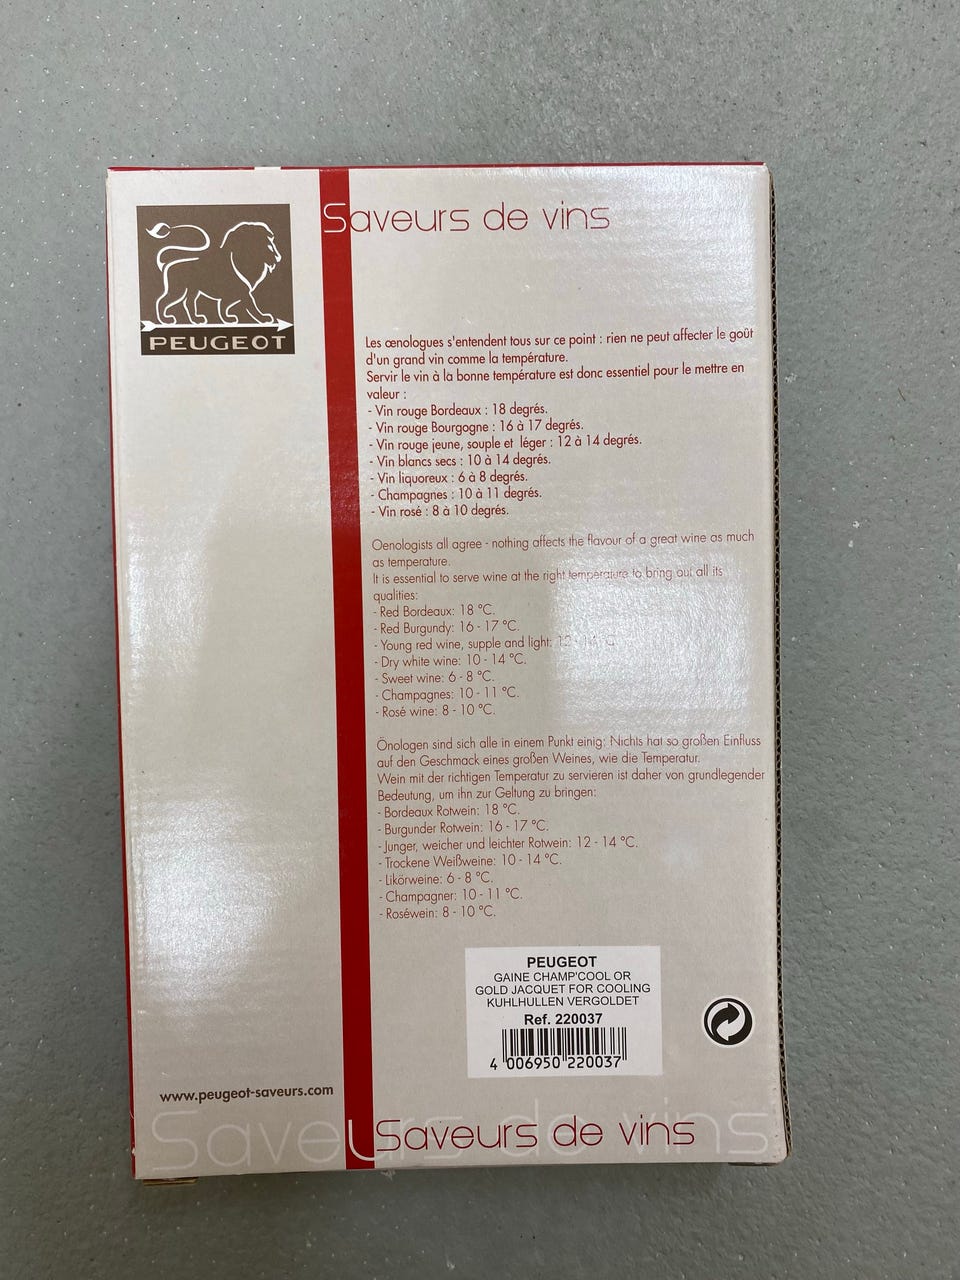 PEUGEOT
Saveurs de vins
Les œnologues s'entendent tous sur ce point : rien ne peut affecter le goût
d'un grand vin comme la température.
Servir le vin à la bonne température est donc essentiel pour le mettre en
valeur :
- Vin rouge Bordeaux : 18 degrés.
- Vin rouge Bourgogne : 16 à 17 degrés.
- Vin rouge jeune, souple et léger : 12 à 14 degrés.
- Vin blancs secs : 10 à 14 degrés.
- Vin liquoreux : 6 à 8 degrés.
- Champagnes : 10 à 11 degrés.
- Vin rosé : 8 à 10 degrés.
Oenologists all agree - nothing affects the flavour of a great wine as much
as temperature.
It is essential to serve wine at the right temperature to bring out all its
qualities:
- Red Bordeaux: 18 °C.
- Red Burgundy: 16 - 17 °C.
- Young red wine, supple and light: 12 - 14 °C.
- Dry white wine: 10 - 14 °C.
- Sweet wine: 6 - 8 °C.
- Champagnes: 10 - 11 °C.
- Rosé wine: 8 - 10 °C.
Önologen sind sich alle in einem Punkt einig: Nichts hat so großen Einfluss
auf den Geschmack eines großen Weines, wie die Temperatur.
Wein mit der richtigen Temperatur zu servieren ist daher von grundlegender
Bedeutung, um ihn zur Geltung zu bringen:
- Bordeaux Rotwein: 18 °C.
- Burgunder Rotwein: 16 - 17 °C.
- Junger, weicher und leichter Rotwein: 12 - 14 °C.
- Trockene Weißweine: 10 - 14 °C.
- Likörweine: 6 - 8 °C.
- Champagner: 10 - 11 °C.
- Roséwein: 8 - 10 °C.
PEUGEOT
GAINE CHAMP'COOL OR
GOLD JACQUET FOR COOLING
KUHLHULLEN VERGOLDET
Ref. 220037
4 006950 220037
www.peugeot-saveurs.com
Saveurs de vins
Saveurs de vins